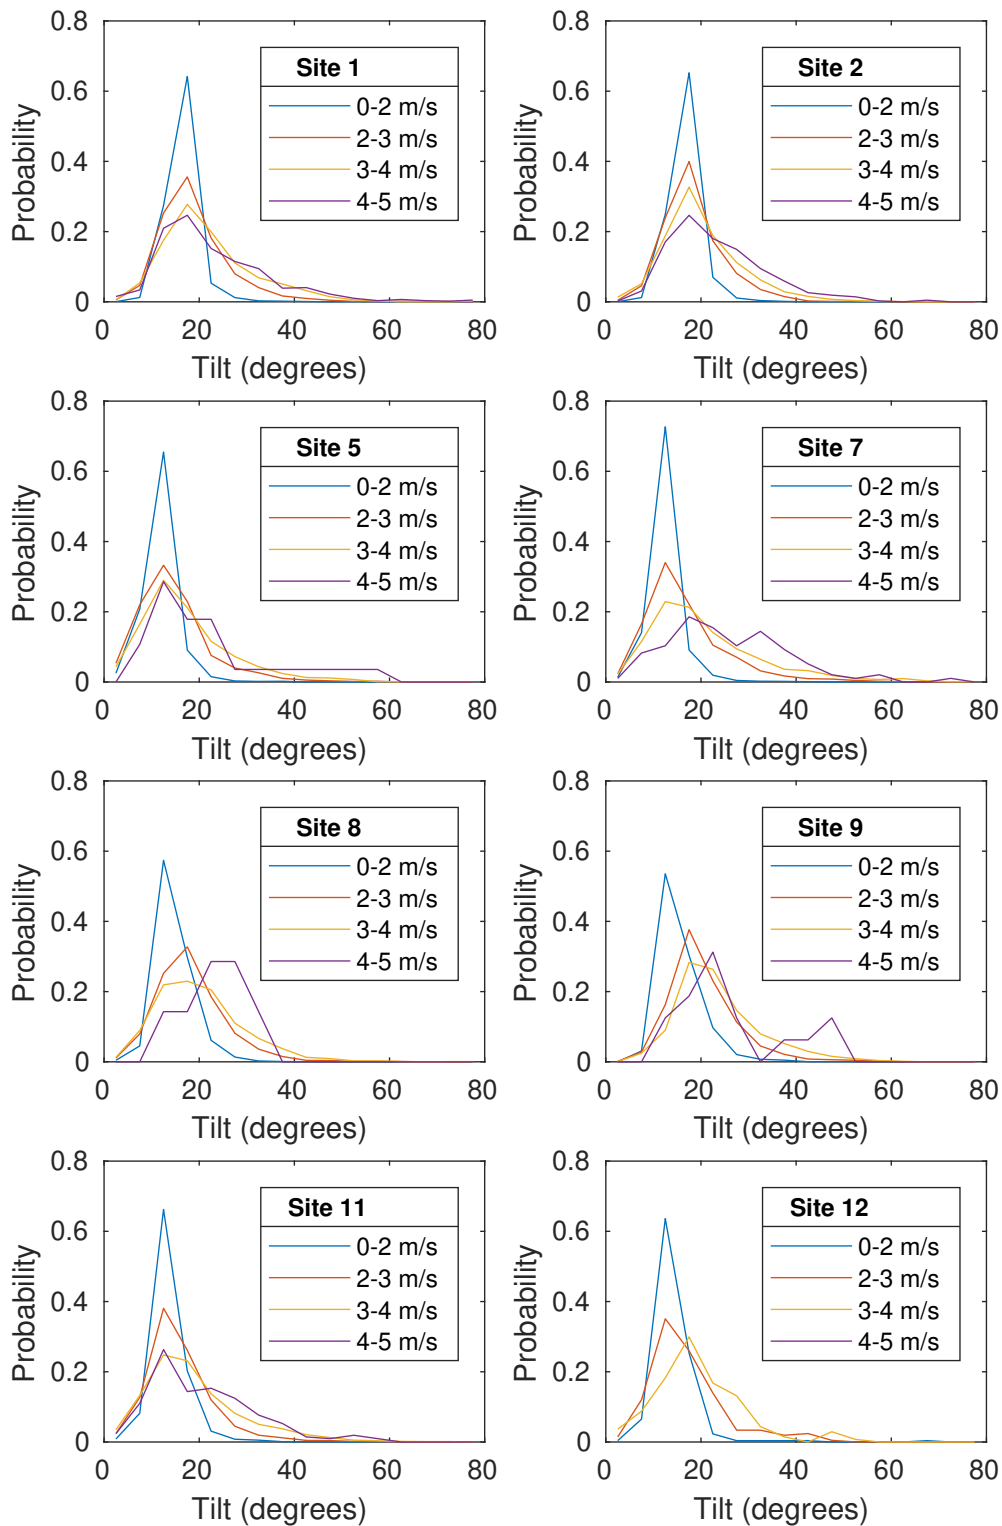 0.8
0.6
0.4
0.2
0
Probability
Site 1
0-2 m/s
2-3 m/s
3-4 m/s
4-5 m/s
0 20 40 60 80
Tilt (degrees)
0.8
0.6
0.4
0.2
0
Probability
Site 2
0-2 m/s
2-3 m/s
3-4 m/s
4-5 m/s
0 20 40 60 80
Tilt (degrees)
0.8
0.6
0.4
0.2
0
Probability
Site 5
0-2 m/s
2-3 m/s
3-4 m/s
4-5 m/s
0 20 40 60 80
Tilt (degrees)
0.8
0.6
0.4
0.2
0
Probability
Site 7
0-2 m/s
2-3 m/s
3-4 m/s
4-5 m/s
0 20 40 60 80
Tilt (degrees)
0.8
0.6
0.4
0.2
0
Probability
Site 8
0-2 m/s
2-3 m/s
3-4 m/s
4-5 m/s
0 20 40 60 80
Tilt (degrees)
0.8
0.6
0.4
0.2
0
Probability
Site 9
0-2 m/s
2-3 m/s
3-4 m/s
4-5 m/s
0 20 40 60 80
Tilt (degrees)
0.8
0.6
0.4
0.2
0
Probability
Site 11
0-2 m/s
2-3 m/s
3-4 m/s
4-5 m/s
0 20 40 60 80
Tilt (degrees)
0.8
0.6
0.4
0.2
0
Probability
Site 12
0-2 m/s
2-3 m/s
3-4 m/s
4-5 m/s
0 20 40 60 80
Tilt (degrees)